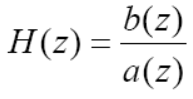 H(z) = b(z)/a(z)